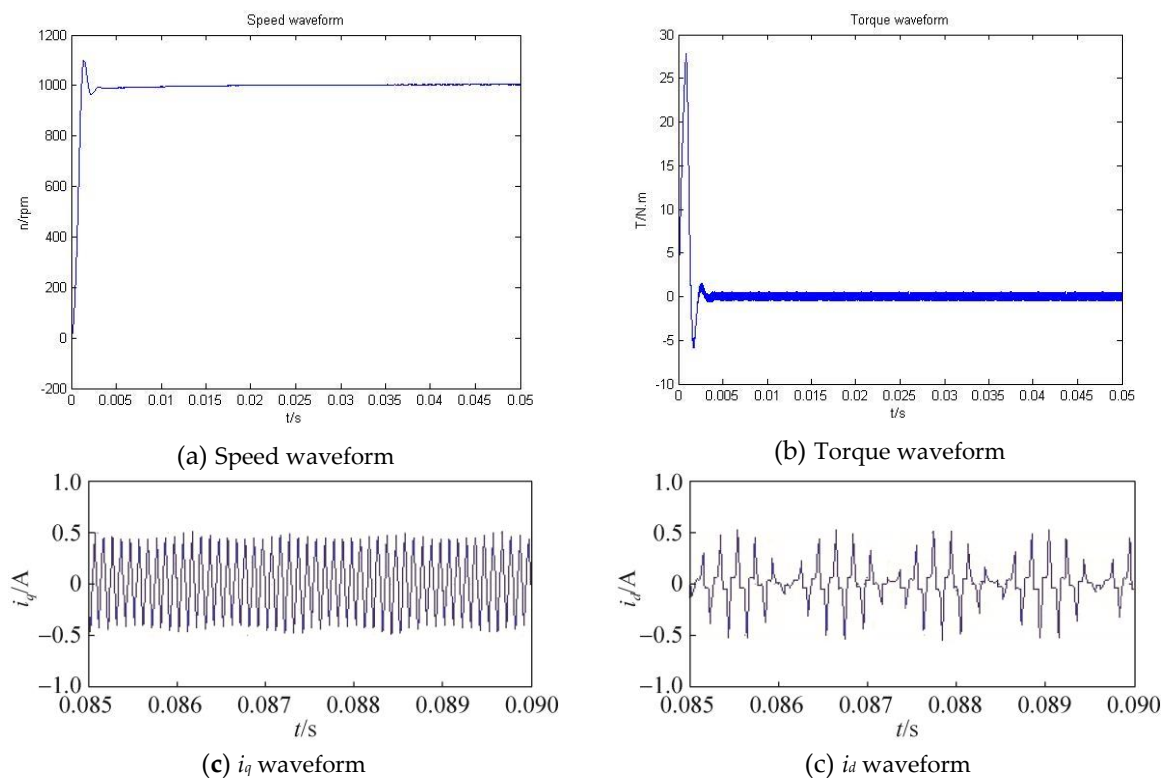 Speed waveform
1200
1000
800
600
400
200
0
-200
n/rpm
0 0.005 0.01 0.015 0.02 0.025 0.03 0.035 0.04 0.045 0.05
t/s
(a) Speed waveform
Torque waveform
30
25
20
15
10
5
0
-5
-10
T/N.m
0 0.005 0.01 0.015 0.02 0.025 0.03 0.035 0.04 0.045 0.05
t/s
(b) Torque waveform
1.0
0.5
0
−0.5
−1.0
iq/A
0.085 0.086 0.087 0.088 0.089 0.090
t/s
(c) iq waveform
1.0
0.5
0
−0.5
−1.0
id/A
0.085 0.086 0.087 0.088 0.089 0.090
t/s
(c) id waveform